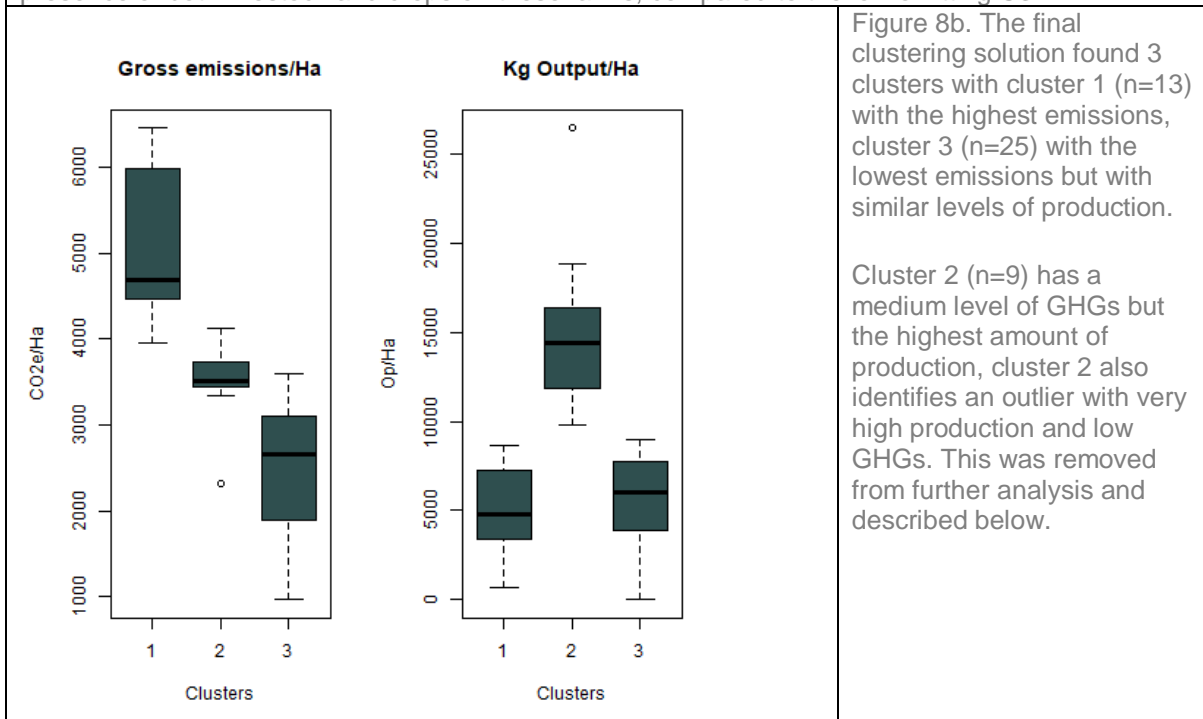 compared to the
Gross emissions/Ha
CO2e/Ha
1000
2000
3000
4000
5000
6000
1 2 3
Clusters
Kg Output/Ha
Op/Ha
0
5000
10000
15000
20000
25000
1 2 3
Clusters
Figure 8b. The final
clustering solution found 3
clusters with cluster 1 (n=13)
with the highest emissions,
cluster 3 (n=25) with the
lowest emissions but with
similar levels of production.
Cluster 2 (n=9) has a
medium level of GHGs but
the highest amount of
production, cluster 2 also
identifies an outlier with very
high production and low
GHGs. This was removed
from further analysis and
described below.